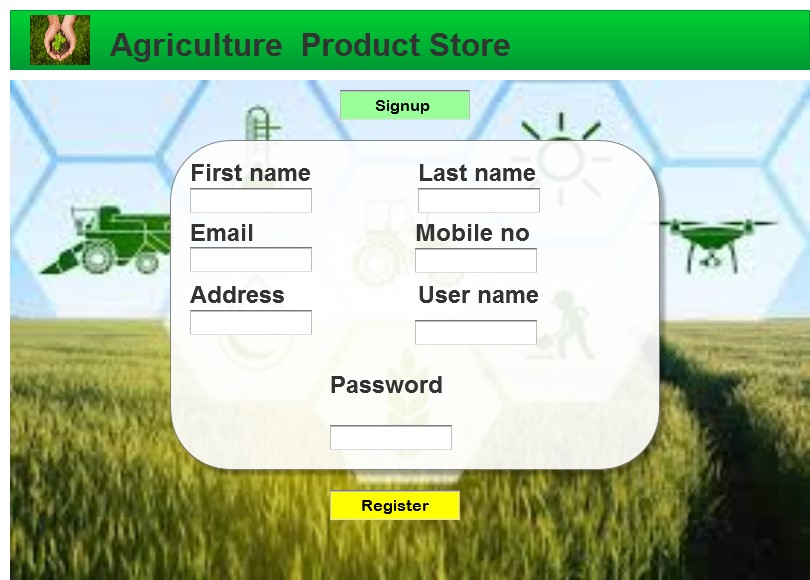 Agriculture  Product Store
Signup
First name
Last name
Email
Mobile no
Address
User name
Password
Register